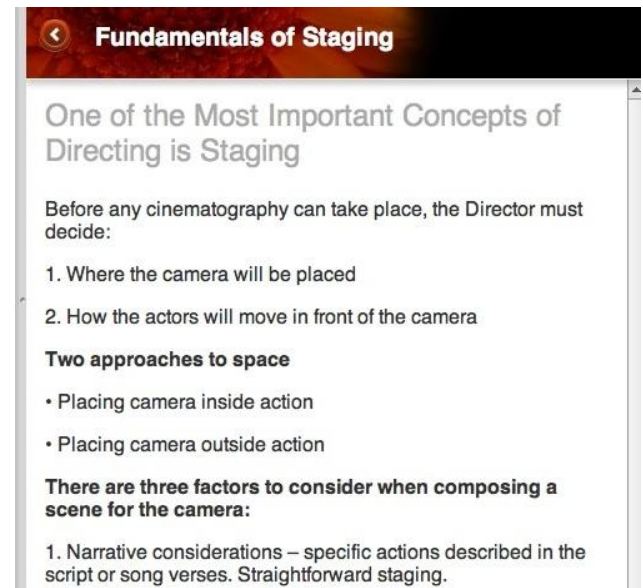 Fundamentals of Staging
One of the Most Important Concepts of
Directing is Staging
Before any cinematography can take place, the Director must
decide:
1. Where the camera will be placed
2. How the actors will move in front of the camera
Two approaches to space
• Placing camera inside action
• Placing camera outside action
There are three factors to consider when composing a
scene for the camera:
1. Narrative considerations – specific actions described in the
script or song verses. Straightforward staging.